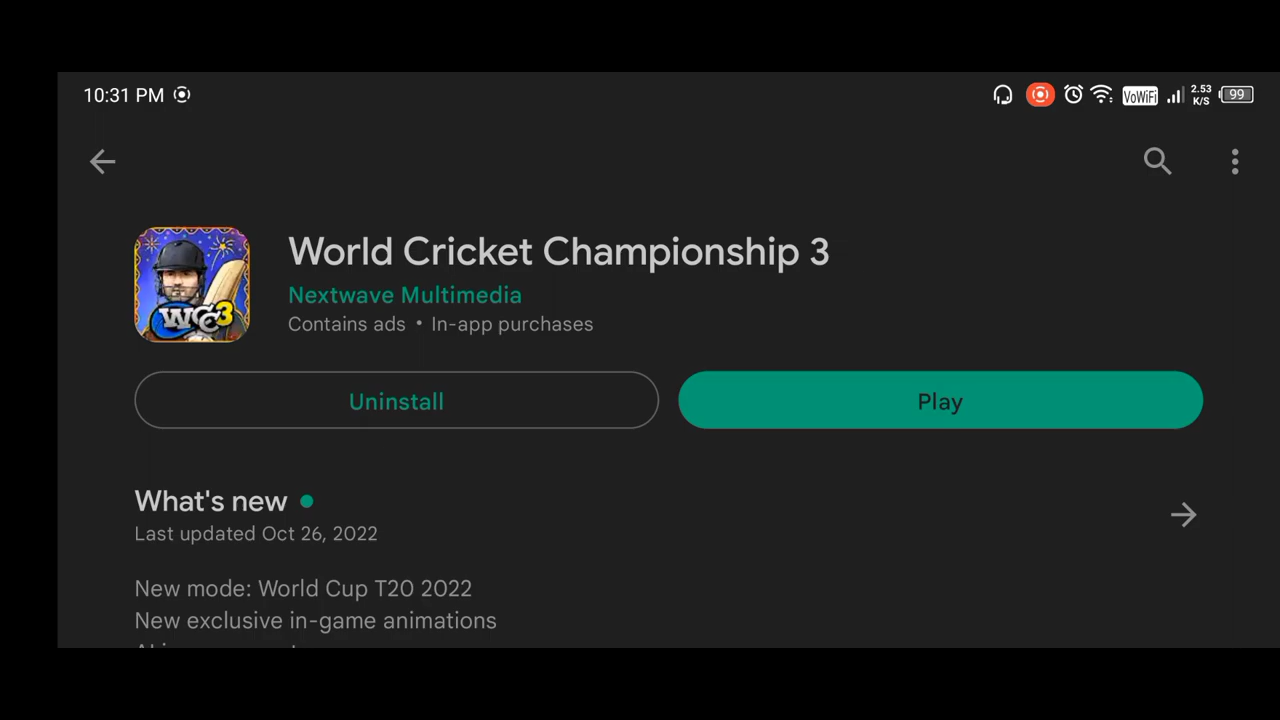 10:31 PM
VoWiFi 2.53 K/S 99
World Cricket Championship 3
WCC3
Nextwave Multimedia
Contains ads • In-app purchases
Uninstall
Play
What's new
Last updated Oct 26, 2022
New mode: World Cup T20 2022
New exclusive in-game animations